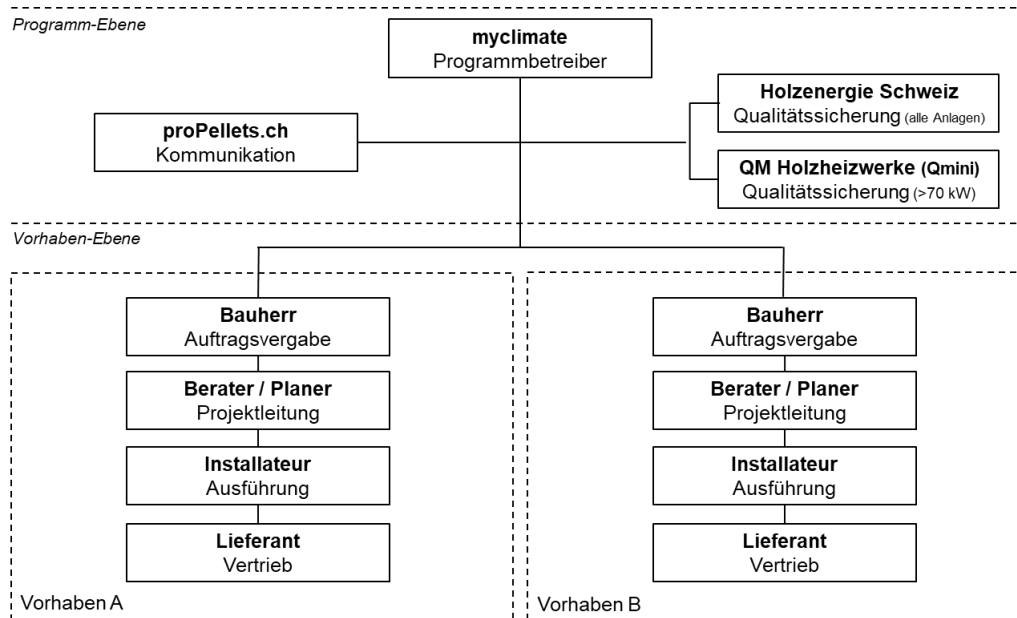 Programm-Ebene
myclimate
Programmbetreiber
Holzenergie Schweiz
Qualitätssicherung (alle Anlagen)
proPellets.ch
Kommunikation
QM Holzheizwerke (Qmini)
Qualitätssicherung (>70 kW)
Vorhaben-Ebene
Bauherr
Auftragsvergabe
Berater / Planer
Projektleitung
Installateur
Ausführung
Lieferant
Vertrieb
Vorhaben A
Bauherr
Auftragsvergabe
Berater / Planer
Projektleitung
Installateur
Ausführung
Lieferant
Vertrieb
Vorhaben B